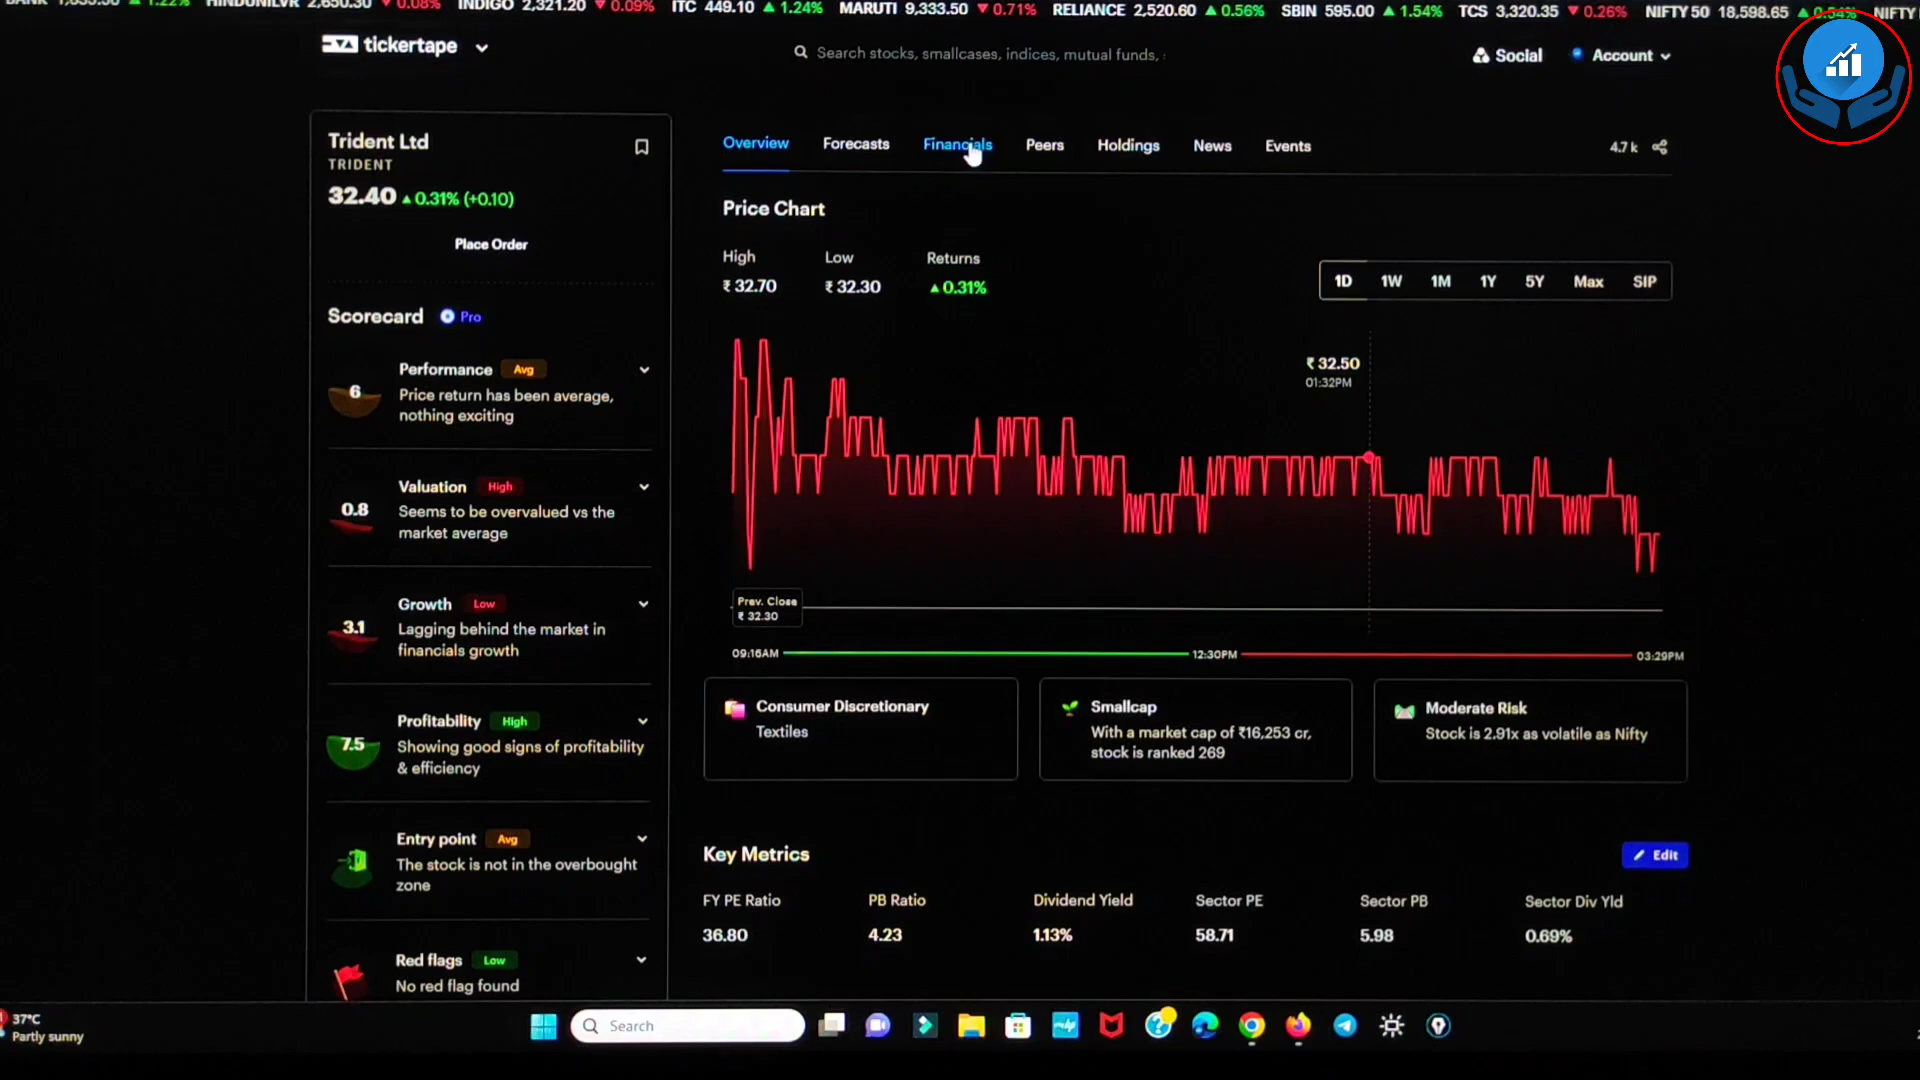 BANK 1,635.30 ▲ 1.22% HINDUNILVR 2,650.30 ▼ 0.08% INDIGO 2,321.20 ▼ 0.09% ITC 449.10 ▲ 1.24% MARUTI 9,333.50 ▼ 0.71% RELIANCE 2,520.60 ▲ 0.56% SBIN 595.00 ▲ 1.54% TCS 3,320.35 ▼ 0.26% NIFTY 50 18,598.65 ▲ 0.54% NIFTY
tickertape
Search stocks, smallcases, indices, mutual funds,
Social
Account
Trident Ltd
TRIDENT
32.40 ▲ 0.31% (+0.10)
Place Order
Scorecard Pro
6
Performance Avg
Price return has been average,
nothing exciting
0.8
Valuation High
Seems to be overvalued vs the
market average
3.1
Growth Low
Lagging behind the market in
financials growth
7.5
Profitability High
Showing good signs of profitability
& efficiency
Entry point Avg
The stock is not in the overbought
zone
Red flags Low
No red flag found
Overview Forecasts Financials Peers Holdings News Events
4.7 k
Price Chart
High Low Returns
₹ 32.70 ₹ 32.30 ▲ 0.31%
1D 1W 1M 1Y 5Y Max SIP
₹ 32.50
01:32PM
Prev. Close
₹ 32.30
09:16AM 12:30PM 03:29PM
Consumer Discretionary
Textiles
Smallcap
With a market cap of ₹16,253 cr,
stock is ranked 269
Moderate Risk
Stock is 2.91x as volatile as Nifty
Key Metrics
Edit
FY PE Ratio PB Ratio Dividend Yield Sector PE Sector PB Sector Div Yld
36.80 4.23 1.13% 58.71 5.98 0.69%
37°C
Partly sunny
Search